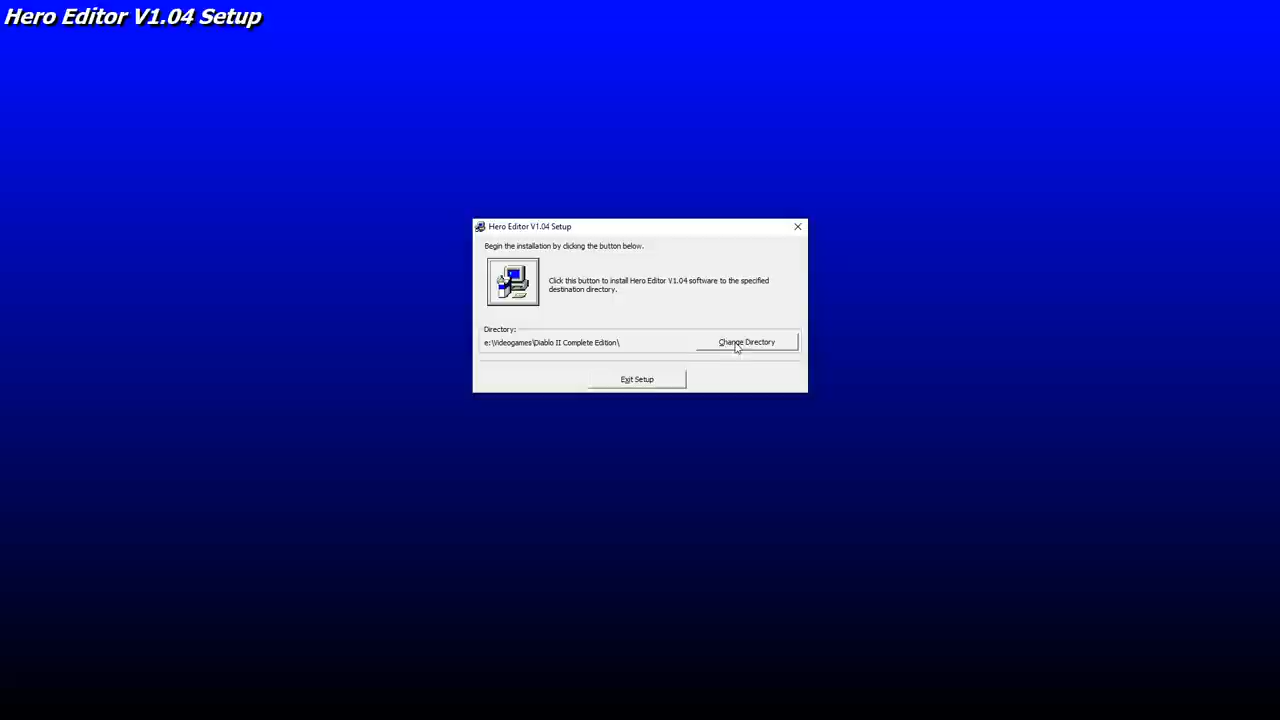 Hero Editor V1.04 Setup
Hero Editor V1.04 Setup
Begin the installation by clicking the button below.
Click this button to install Hero Editor V1.04 software to the specified
destination directory.
Directory:
e:\Videogames\Diablo II Complete Edition\
Change Directory
Exit Setup